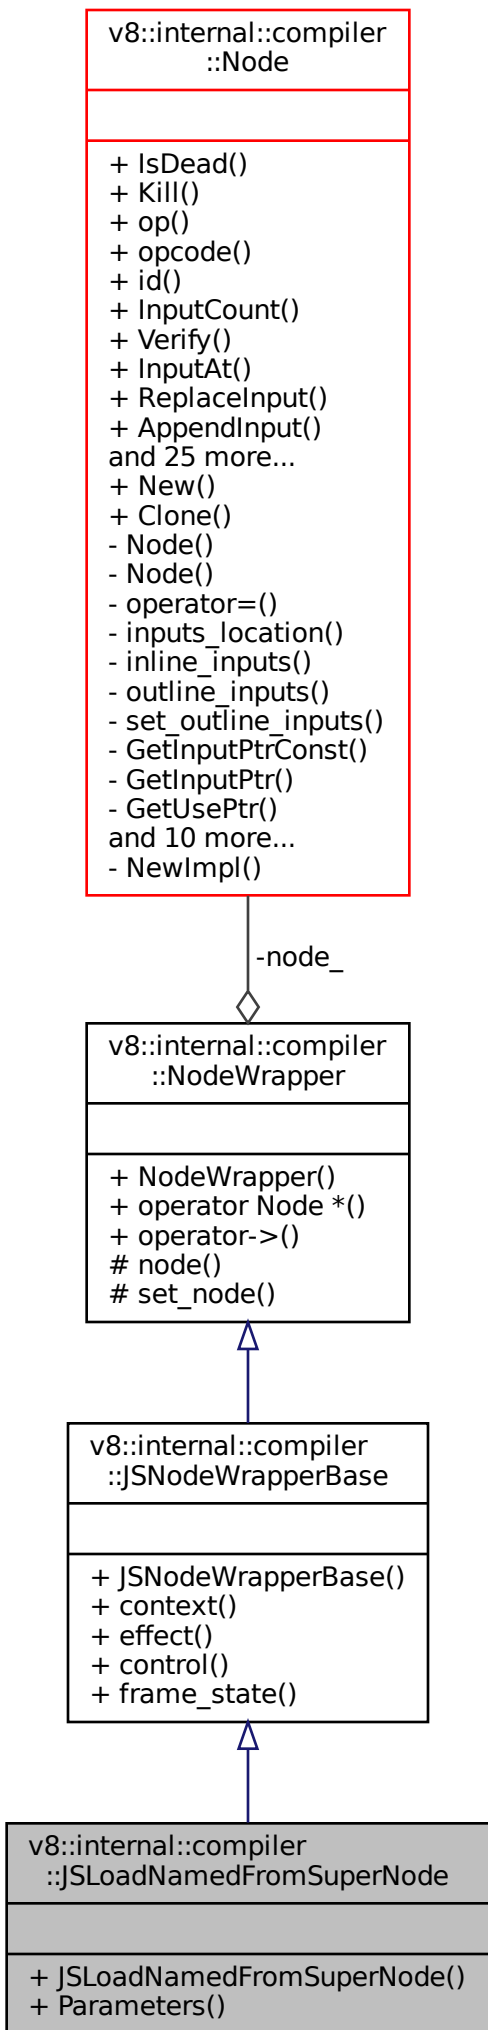 v8::internal::compiler
::Node
+ IsDead()
+ Kill()
+ op()
+ opcode()
+ id()
+ InputCount()
+ Verify()
+ InputAt()
+ ReplaceInput()
+ AppendInput()
and 25 more...
+ New()
+ Clone()
- Node()
- Node()
- operator=()
- inputs_location()
- inline_inputs()
- outline_inputs()
- set_outline_inputs()
- GetInputPtrConst()
- GetInputPtr()
- GetUsePtr()
and 10 more...
- NewImpl()
-node_
v8::internal::compiler
::NodeWrapper
+ NodeWrapper()
+ operator Node *()
+ operator->()
# node()
# set_node()
v8::internal::compiler
::JSNodeWrapperBase
+ JSNodeWrapperBase()
+ context()
+ effect()
+ control()
+ frame_state()
v8::internal::compiler
::JSLoadNamedFromSuperNode
+ JSLoadNamedFromSuperNode()
+ Parameters()